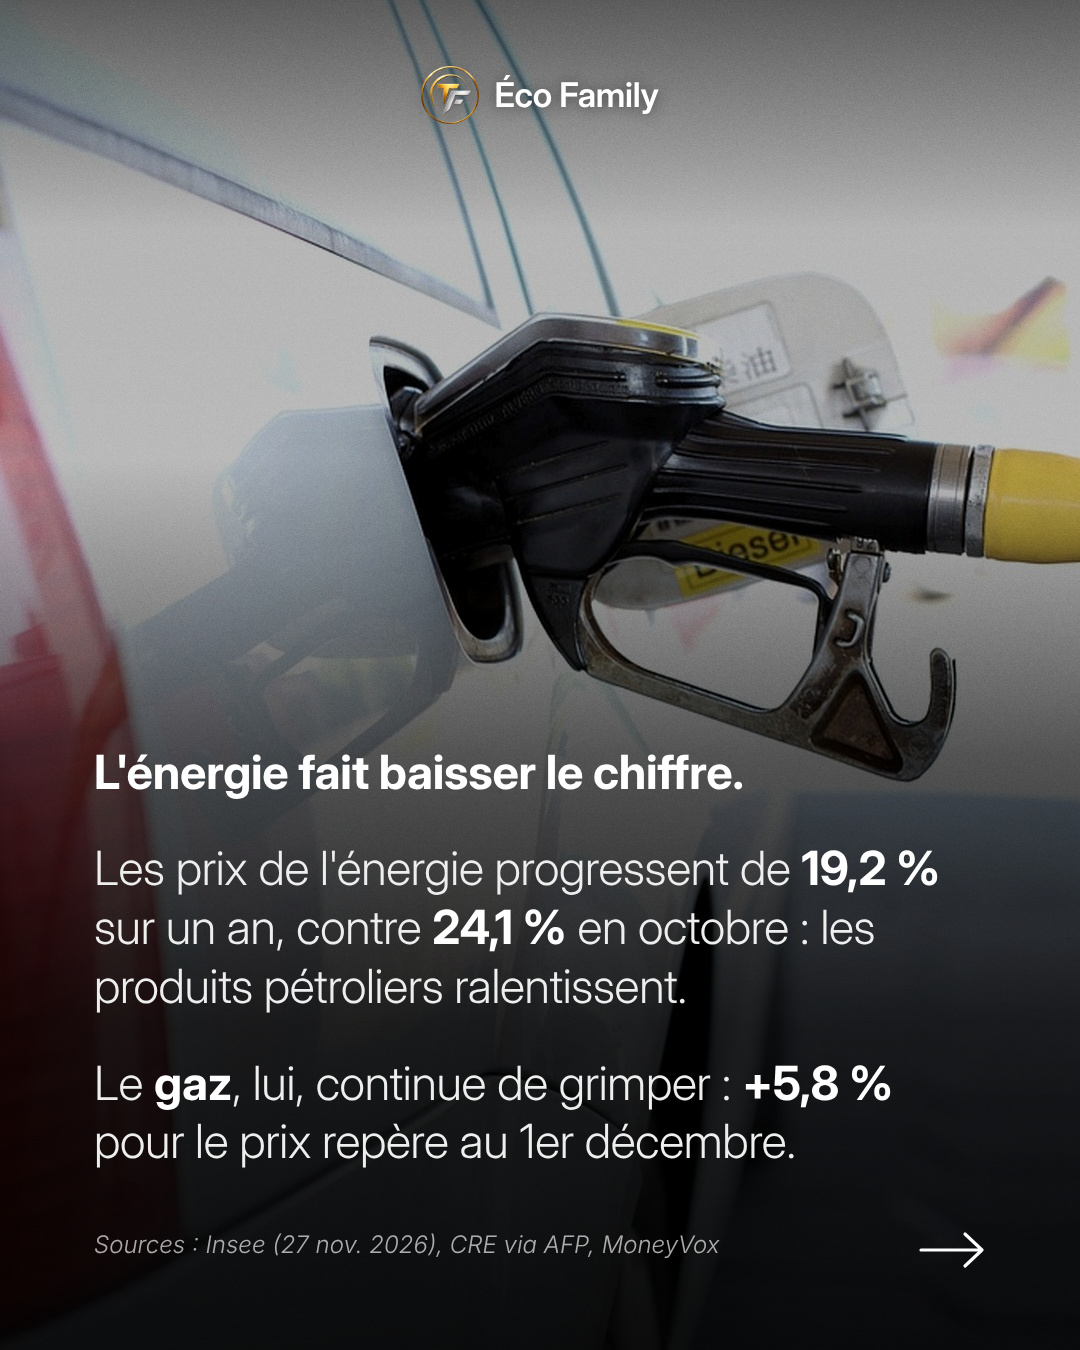 Éco Family
油
Diesel
L'énergie fait baisser le chiffre.
Les prix de l'énergie progressent de 19,2 %
sur un an, contre 24,1 % en octobre : les
produits pétroliers ralentissent.
Le gaz, lui, continue de grimper : +5,8 %
pour le prix repère au 1er décembre.
Sources : Insee (27 nov. 2026), CRE via AFP, MoneyVox